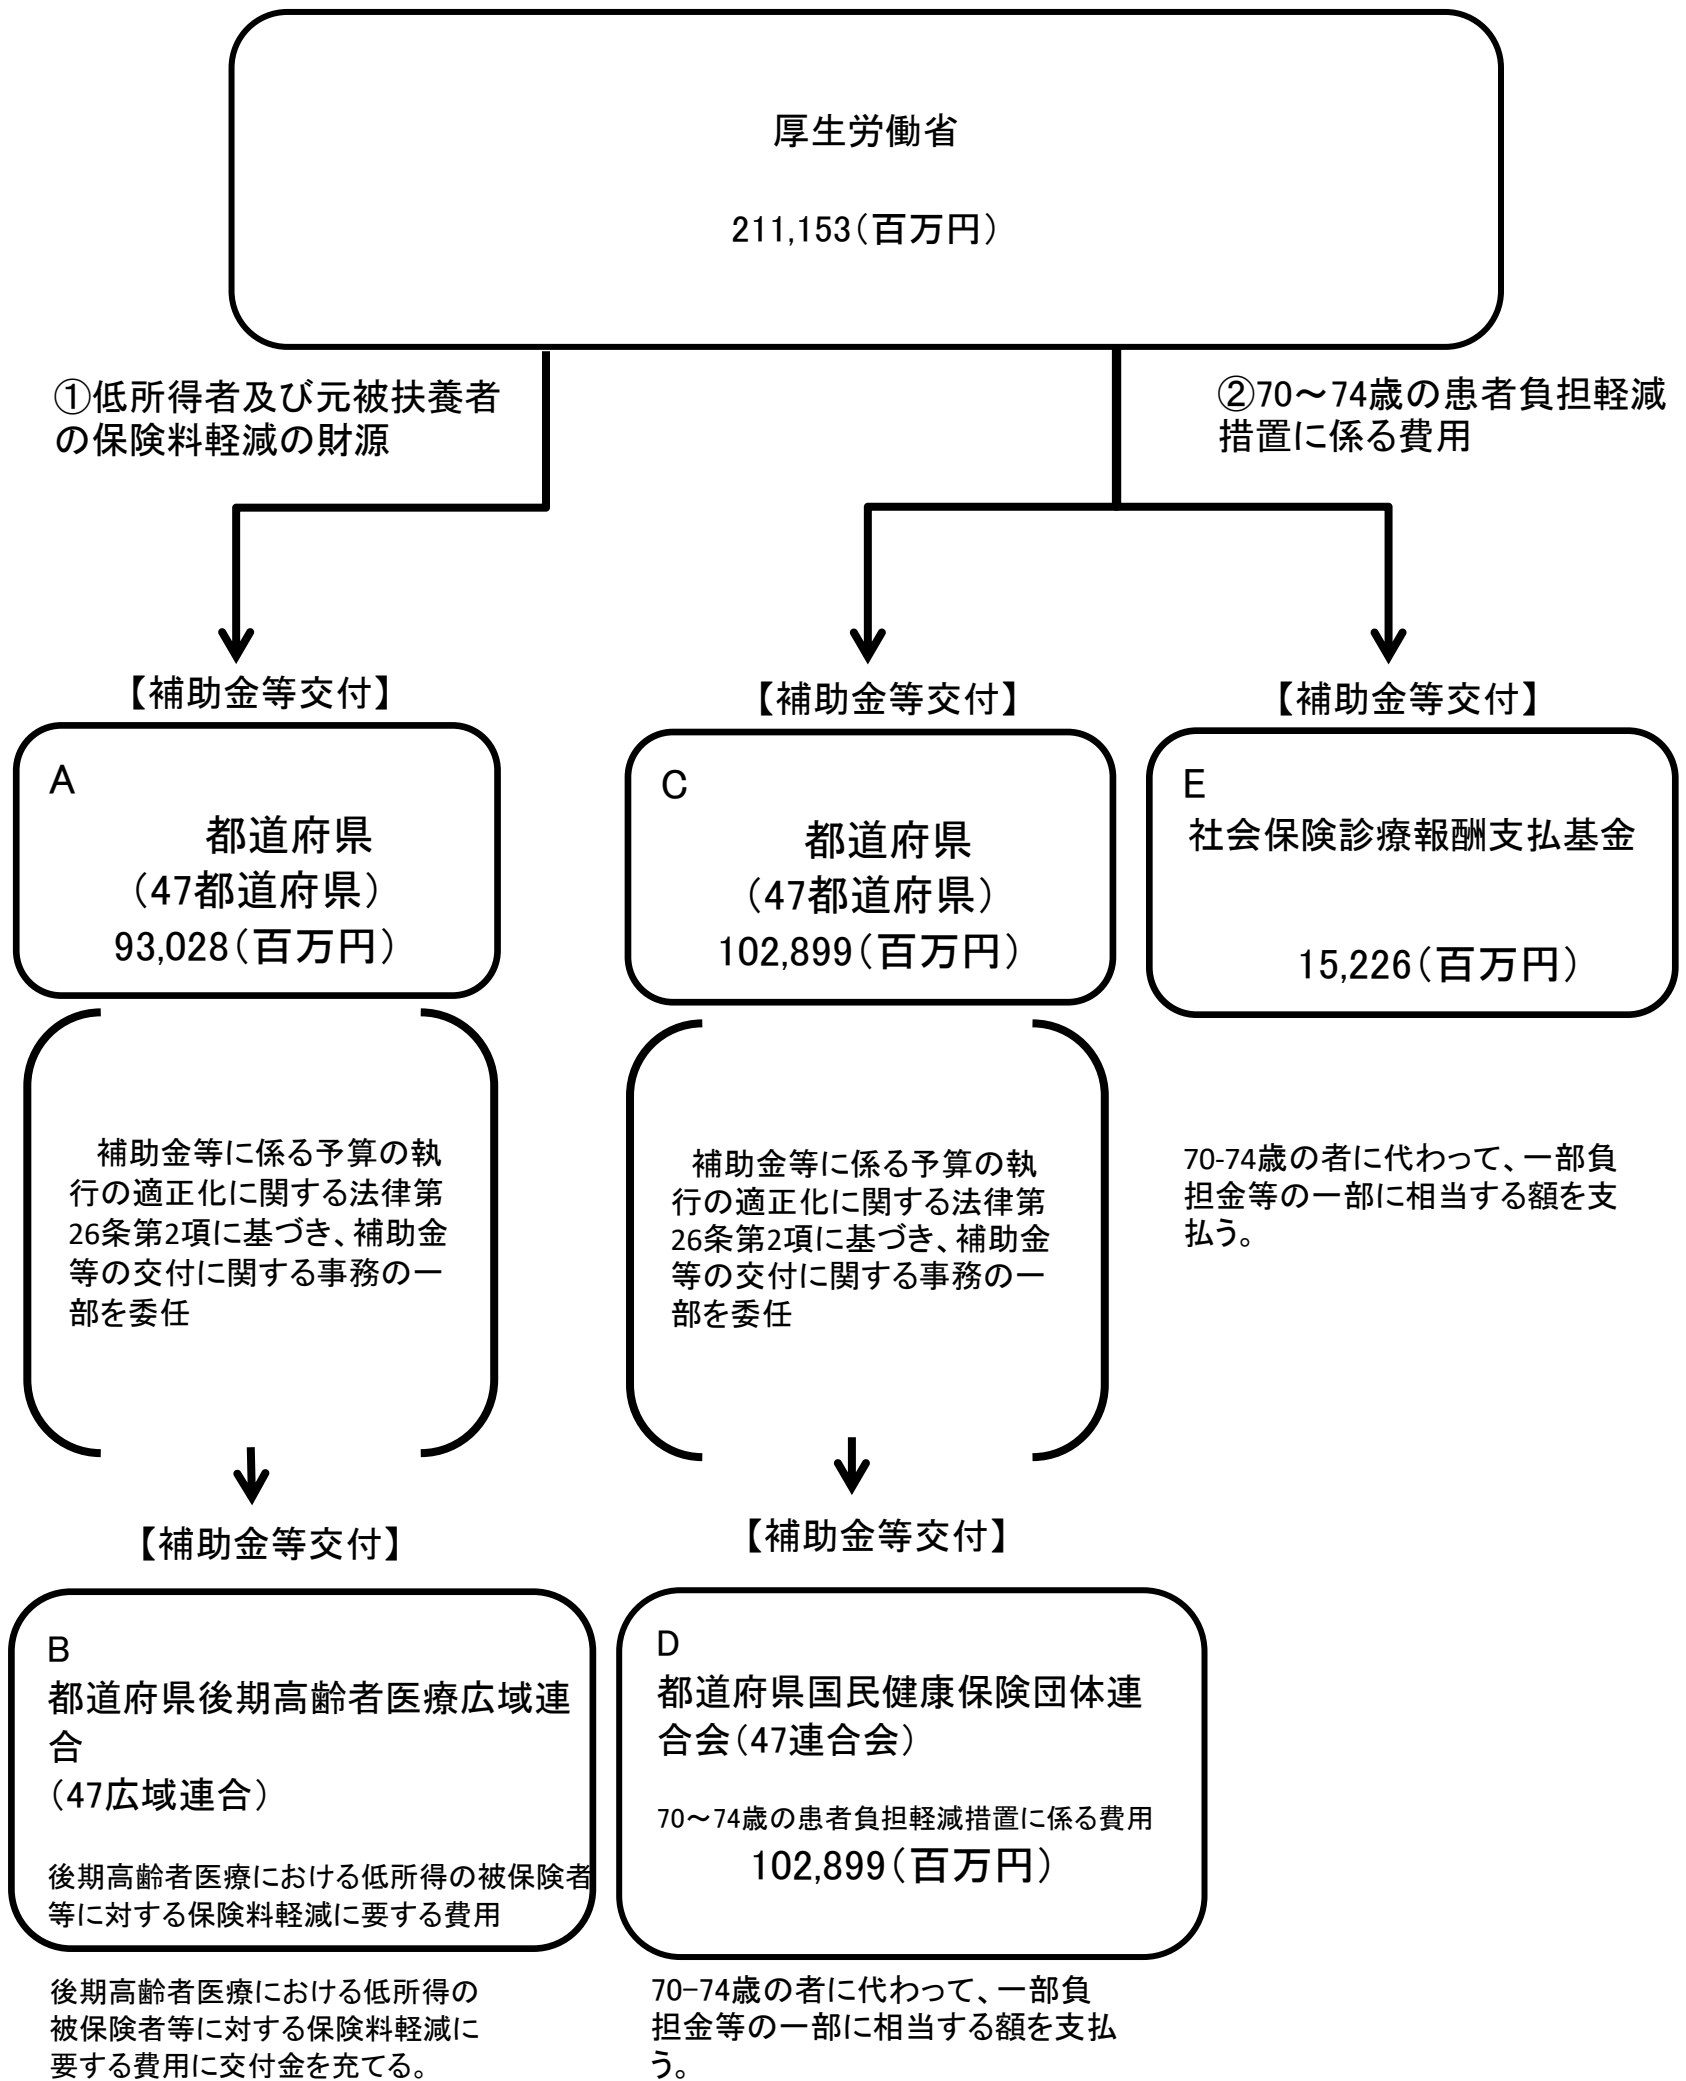 厚生労働省
211,153（百万円）
①低所得者及び元被扶養者
の保険料軽減の財源
②70～74歳の患者負担軽減
措置に係る費用
【補助金等交付】
【補助金等交付】
【補助金等交付】
A
都道府県
（47都道府県）
93,028（百万円）
C
都道府県
（47都道府県）
102,899（百万円）
E
社会保険診療報酬支払基金
15,226（百万円）
補助金等に係る予算の執
行の適正化に関する法律第
26条第2項に基づき、補助金
等の交付に関する事務の一
部を委任
補助金等に係る予算の執
行の適正化に関する法律第
26条第2項に基づき、補助金
等の交付に関する事務の一
部を委任
70-74歳の者に代わって、一部負
担金等の一部に相当する額を支
払う。
【補助金等交付】
【補助金等交付】
B
都道府県後期高齢者医療広域連
合
（47広域連合）
後期高齢者医療における低所得の被保険者
等に対する保険料軽減に要する費用
D
都道府県国民健康保険団体連
合会（47連合会）
70～74歳の患者負担軽減措置に係る費用
102,899（百万円）
後期高齢者医療における低所得の
被保険者等に対する保険料軽減に
要する費用に交付金を充てる。
70-74歳の者に代わって、一部負
担金等の一部に相当する額を支払
う。